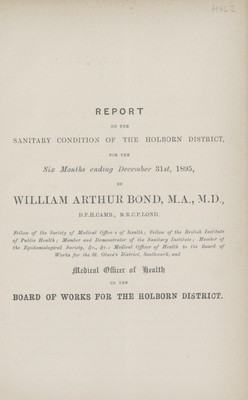 REPORT
ON THE
SANITARY CONDITION OF THE HOLBORN DISTRICT,
FOR THE
Six Months ending December 31st, 1895,
BY
WILLIAM ARTHUR BOND, M.A., M.D.,
D.P.H.CAMB., M.R.C.P.LOND.
Fellow of the Society of Medical Officers of Health; Fellow of the British Institute
of Public Health; Member and Demonstrator of the Sanitary Institute; Member of
the Epidemiological Society, &c., &c.: Medical Officer of Health to the Board of
Works for the St. Olave's District, Southwark, and
Medical Officer of Health
TO THE
BOARD OF WORKS FOR THE HOLBORN DISTRICT.